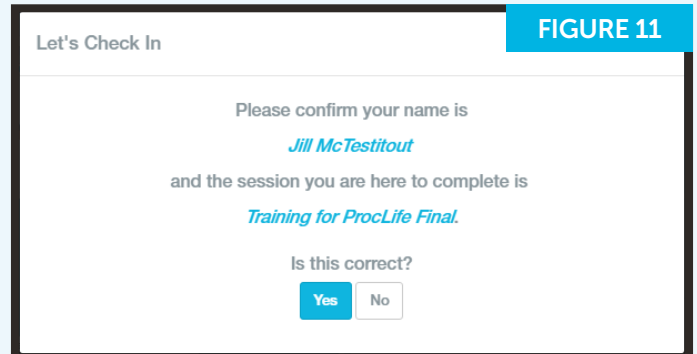 FIGURE 11
Let's Check In
Please confirm your name is
Jill McTestitout
and the session you are here to complete is
Training for ProcLife Final.
Is this correct?
Yes No